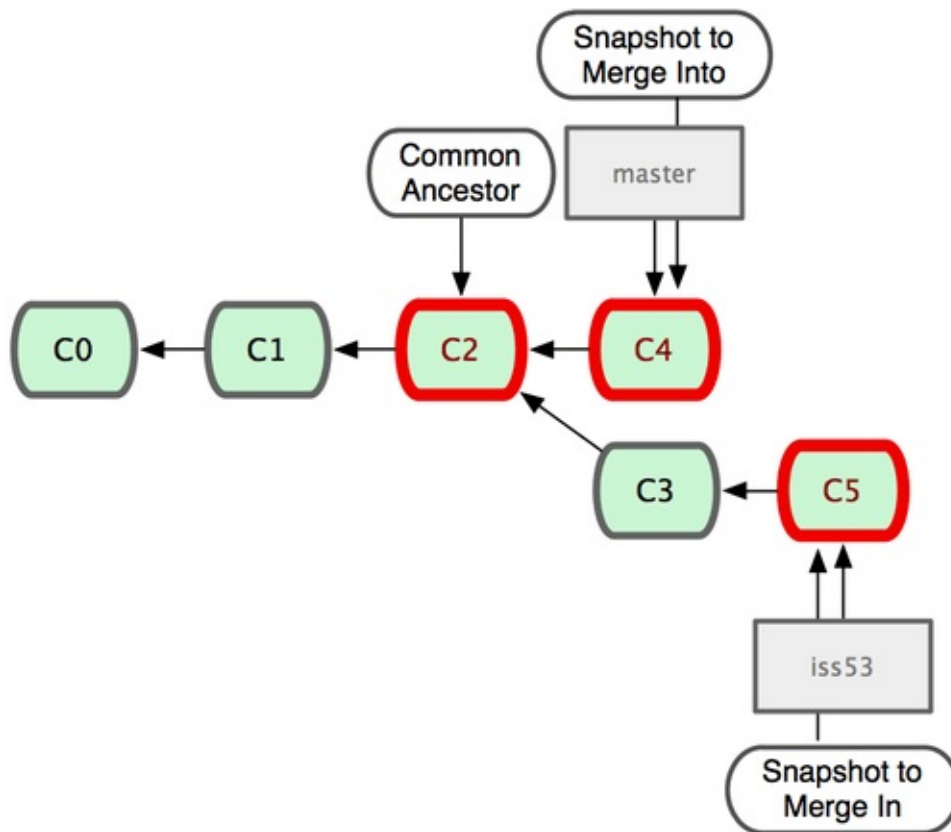 Snapshot to
Merge Into
Common
Ancestor
master
C0
C1
C2
C4
C3
C5
iss53
Snapshot to
Merge In